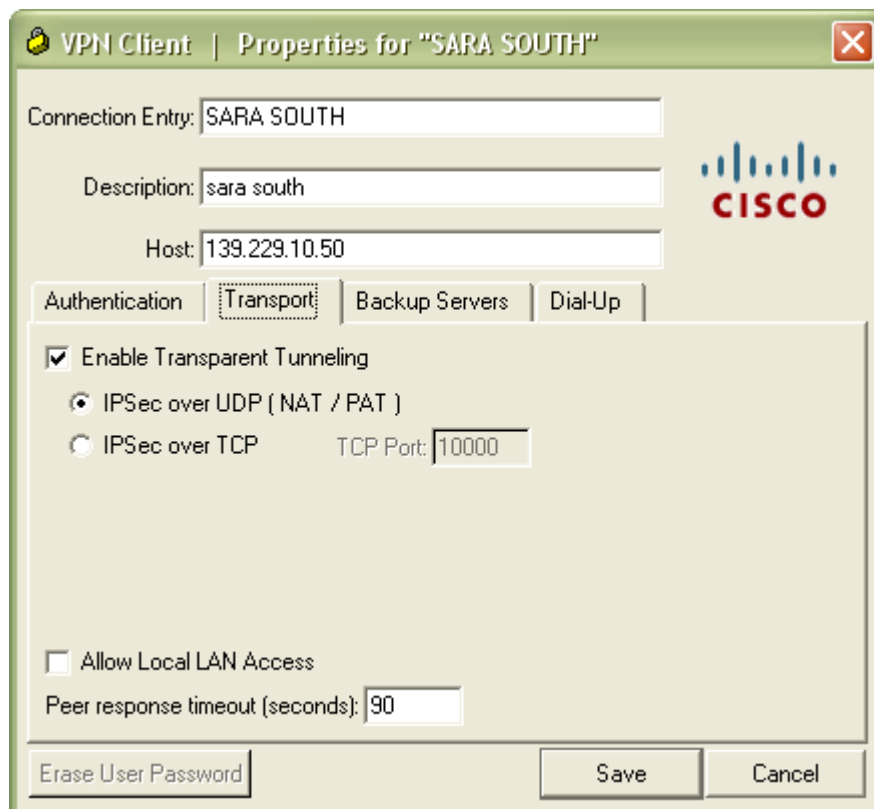 VPN Client | Properties for "SARA SOUTH"
Connection Entry: SARA SOUTH
CISCO
Description: sara south
Host: 139.229.10.50
Authentication Transport Backup Servers Dial-Up
Enable Transparent Tunneling
IPSec over UDP ( NAT / PAT )
IPSec over TCP TCP Port: 10000
Allow Local LAN Access
Peer response timeout (seconds): 90
Erase User Password Save Cancel